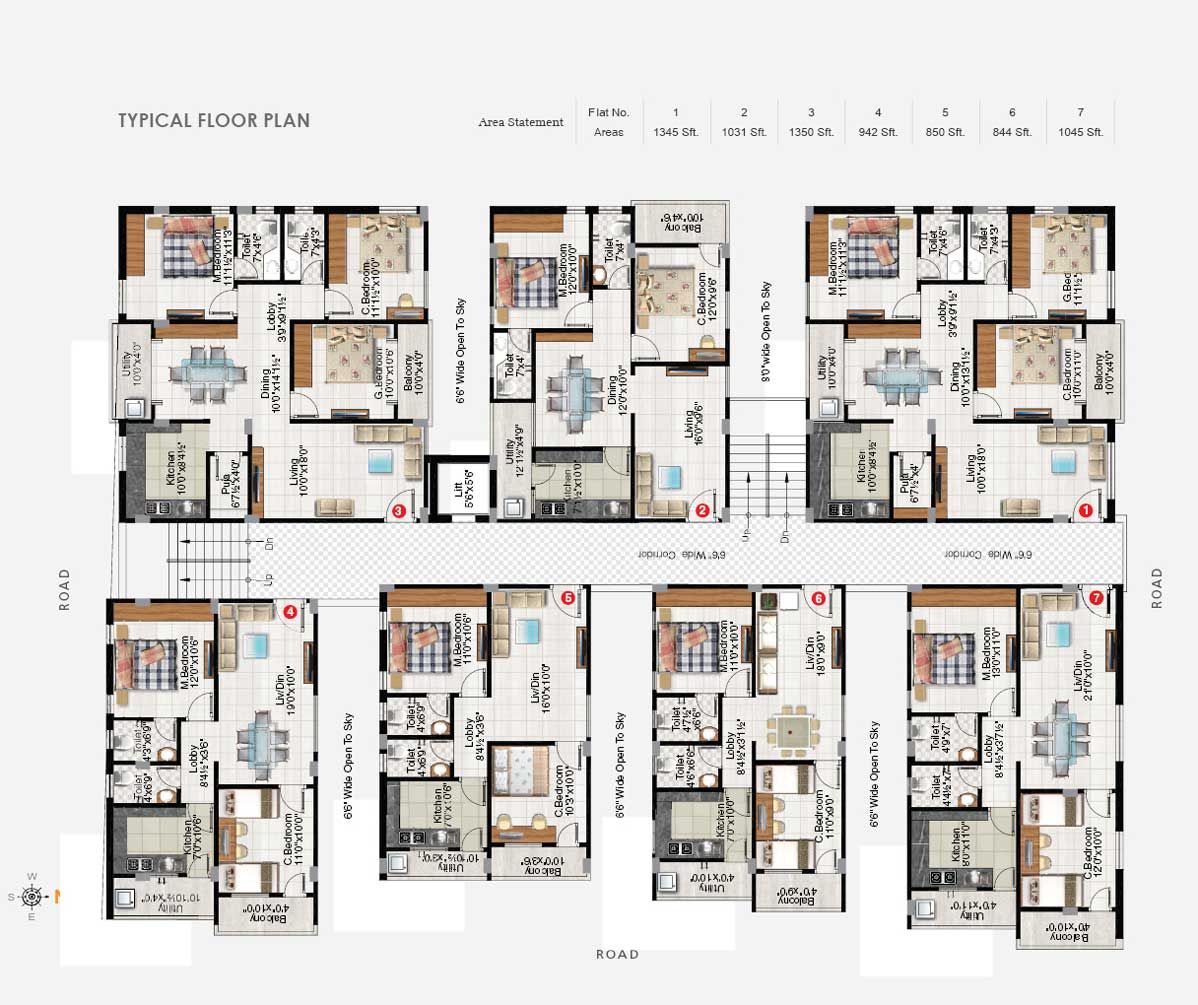 TYPICAL FLOOR PLAN
Area Statement
Flat No. 1 2 3 4 5 6 7
Areas 1345 Sft. 1031 Sft. 1350 Sft. 942 Sft. 850 Sft. 844 Sft. 1045 Sft.
M.Bedroom
11'1½"x11'3"
Toilet
7'x4'6"
Toilet
7'x4'3"
C.Bedroom
11'1½"x10'0"
Lobby
3'9"x9'1½"
Utility
10'0"x4'0"
Dining
10'0"x14'1½"
G.Bedroom
10'0"x10'6"
Balcony
10'0"x4'0"
Kitchen
10'0"x8'4½"
Puja
6'7½"x4'0"
Living
10'0"x18'0"
3
6'6" Wide Open To Sky
Lift
5'6"x5'6"
M.Bedroom
12'0"x10'0"
Toilet
7'x4'
Balcony
10'0"x4'6"
C.Bedroom
12'0"x9'6"
Toilet
7'x4'
Dining
12'0"x10'0"
Living
16'0"x9'6"
Utility
12'1½"x4'9"
Kitchen
7'1½"x10'0"
2
8'0"wide Open To Sky
Up
Dn
M.Bedroom
11'1½"x11'3"
Toilet
7'x4'6"
Toilet
7'x4'3"
G.Bed
11'1½"
Lobby
3'9"x9'1½"
Utility
10'0"x4'0"
Dining
10'0"x13'1½"
C.Bedroom
10'0"x11'0"
Balcony
10'0"x4'0"
Kitchen
10'0"x8'4½"
Puja
6'7½"x4'
Living
10'0"x18'0"
1
Dn
Up
6'6" Wide Corridor
6'6" Wide Corridor
ROAD
ROAD
4
M.Bedroom
12'0"x10'6"
Liv/Din
19'0"x10'0"
Toilet
4'3"x6'9"
Toilet
4'x6'9"
Lobby
8'4½"x3'6"
Kitchen
7'0"x10'6"
C.Bedroom
11'0"x10'0"
Utility
10'10½"x4'0"
Balcony
4'0"x10'0"
6'6" Wide Open To Sky
5
M.Bedroom
11'0"x10'6"
Liv/Din
16'0"x10'0"
Toilet
4'x6'9"
Toilet
4'x6'9"
Lobby
8'4½"x3'6"
Kitchen
7'0"x10'6"
C.Bedroom
10'3"x10'0"
Utility
10'10½"x3'0"
Balcony
10'0"x3'6"
6'6" Wide Open To Sky
6
M.Bedroom
11'0"x10'0"
Liv/Din
18'0"x9'0"
Toilet
4'7½"x6'6"
Toilet
4'6"x6'6"
Lobby
8'4½"x3'1½"
Kitchen
7'0"x10'0"
C.Bedroom
11'0"x9'0"
Utility
Balcony
4'0"x9'0"
6'6" Wide Open To Sky
7
M.Bedroom
13'0"x11'0"
Liv/Din
21'0"x10'0"
Toilet
4'9"x7'
Toilet
4'4½"x7'
Lobby
8'4½"x3'7½"
Kitchen
8'0"x11'0"
C.Bedroom
12'0"x10'0"
Utility
4'0"x11'0"
Balcony
4'0"x10'0"
W
S
E
ROAD